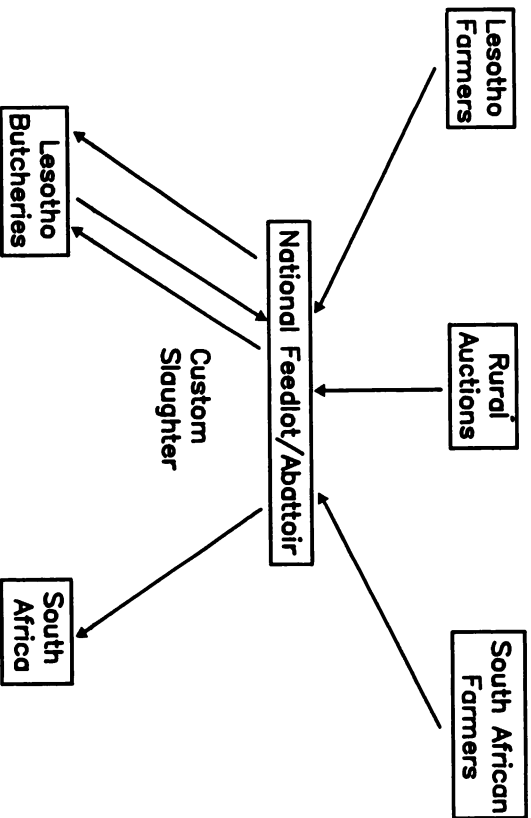 Lesotho
Farmers
Rural
Auctions
South African
Farmers
National Feedlot/Abattoir
Custom
Slaughter
Lesotho
Butcheries
South
Africa